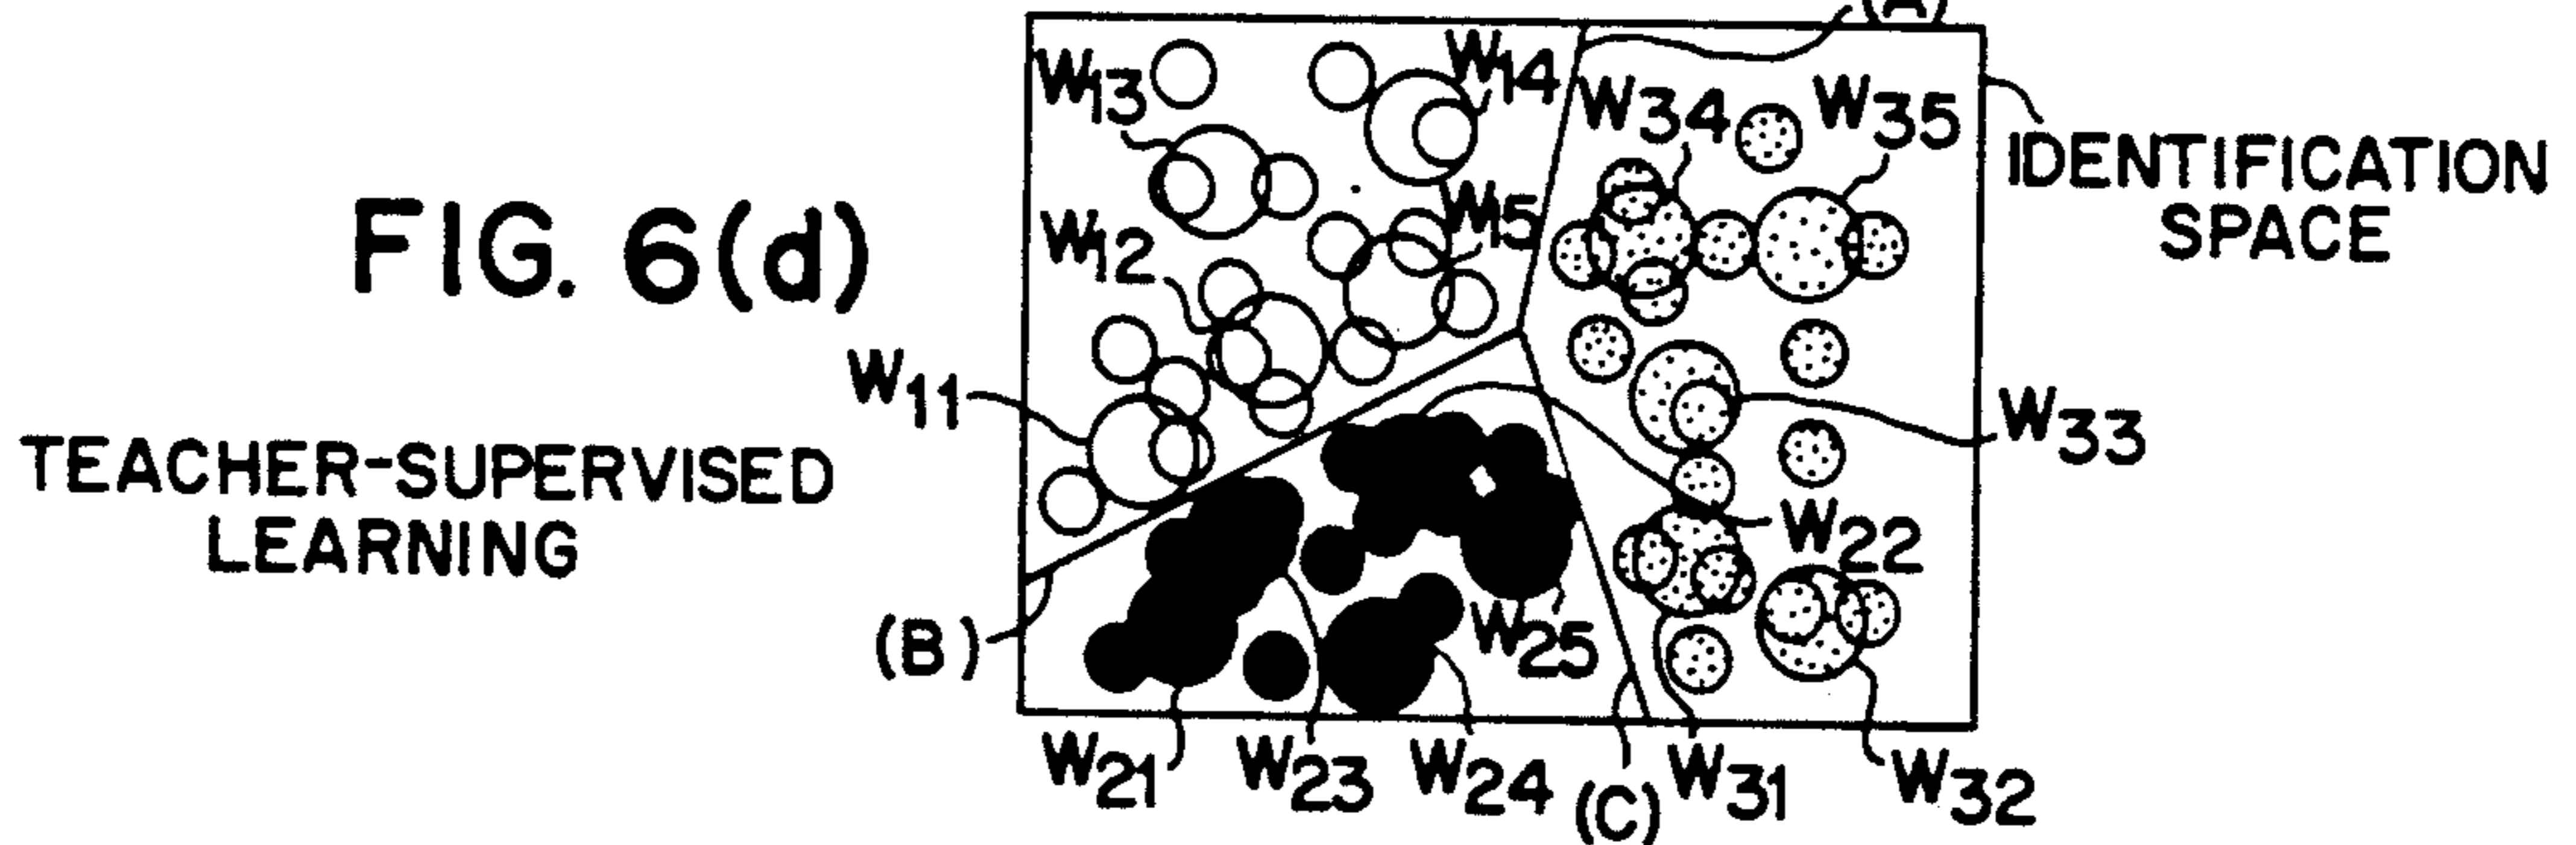 (A)
W13
W14
W34
W35
IDENTIFICATION
SPACE
FIG. 6(d)
W12
W15
W11
W33
TEACHER-SUPERVISED
LEARNING
W22
(B)
W25
W21
W23
W24
(C)
W31
W32